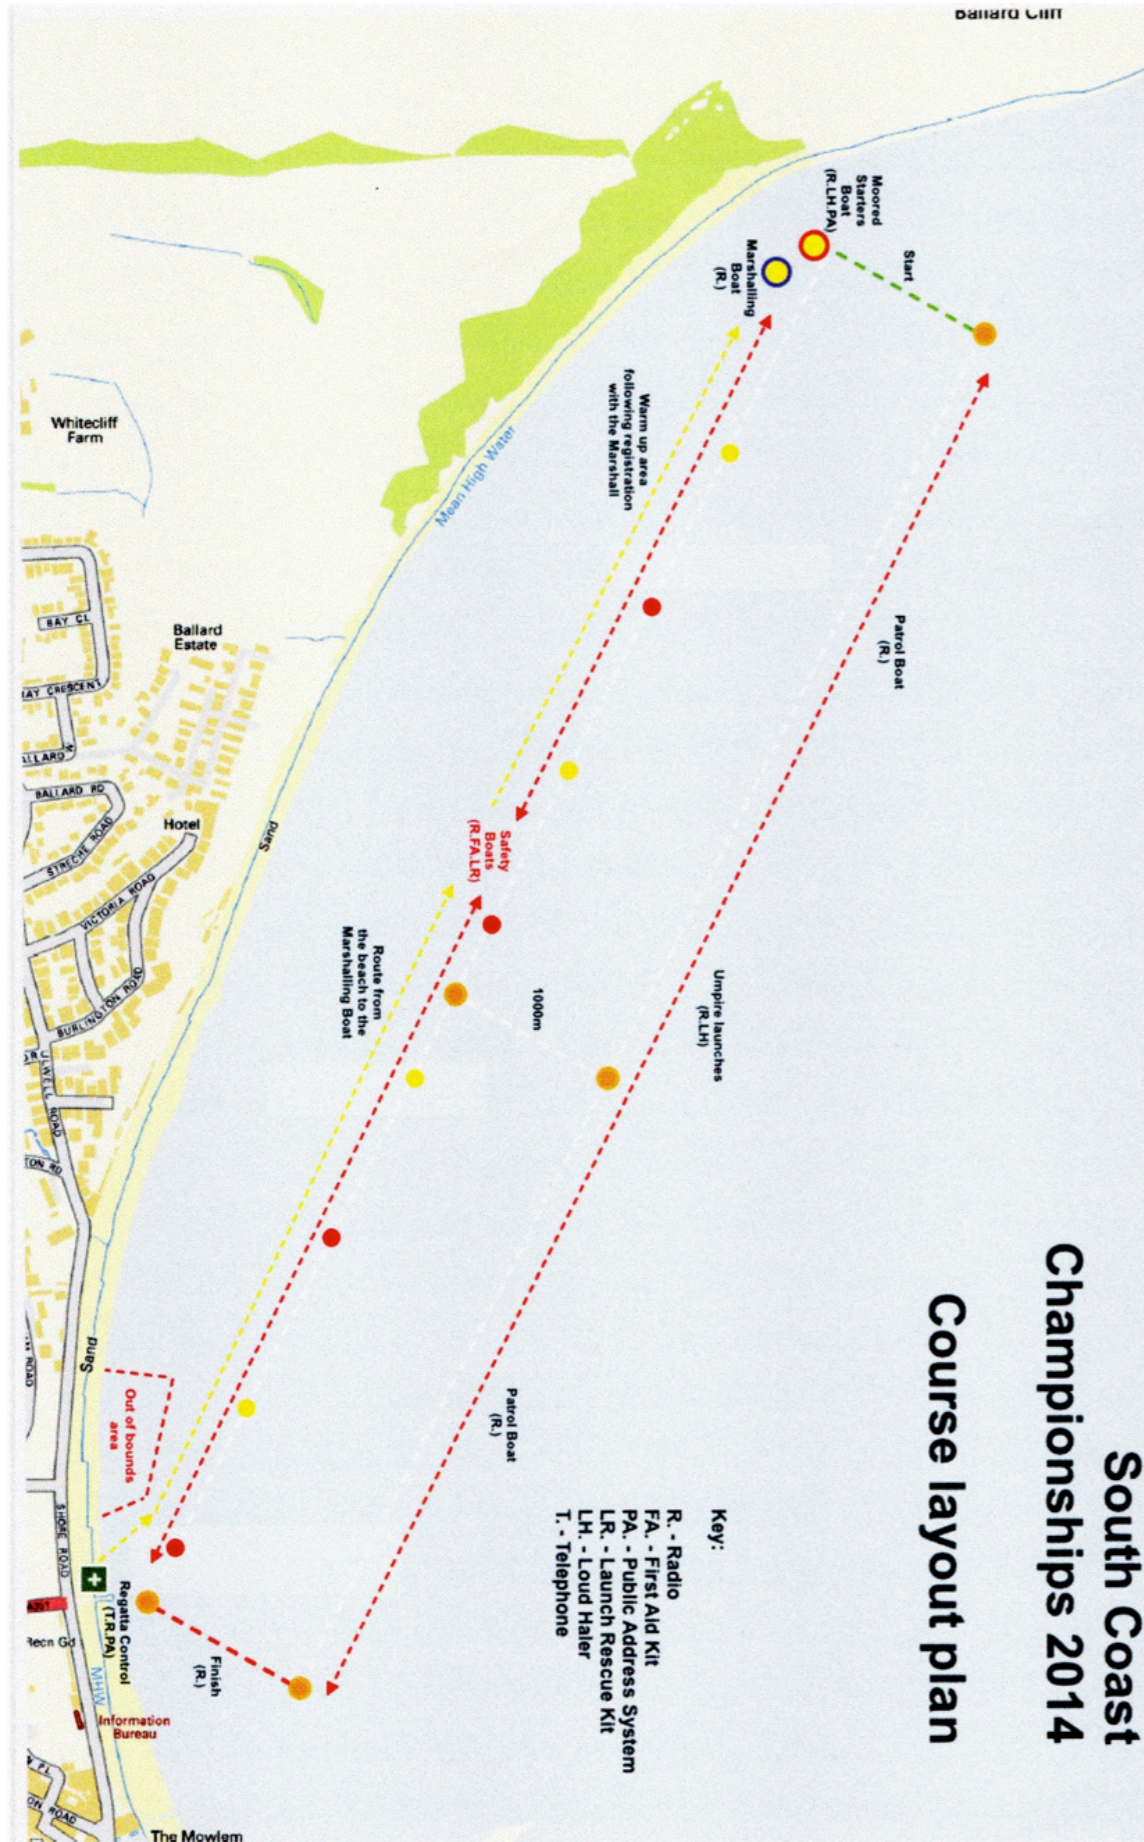 South Coast
Championships 2014
Course layout plan
Ballard Cliff
Moored
Starters
Boat
(R.LH.PA)
Start
Marshalling
Boat
(R.)
Warm up area
following registration
with the Marshall
Mean High Water
Whitecliff
Farm
Patrol Boat
(R.)
BAY CL
Ballard
Estate
BALLARD RD
STRECHE ROAD
Hotel
VICTORIA ROAD
BURLINGTON ROAD
Sand
Safety
Boats
(R.FA.LR)
Umpire launches
(R.LH)
1000m
Route from
the beach to the
Marshalling Boat
ULWELL ROAD
Sand
Out of bounds
area
Patrol Boat
(R.)
Key:
R. - Radio
FA. - First Aid Kit
PA. - Public Address System
LR. - Launch Rescue Kit
LH. - Loud Haler
T. - Telephone
SHORE ROAD
Regatta Control
(T.R.PA)
Finish
(R.)
Recn Gd
MHW
Information
Bureau
The Mowlem